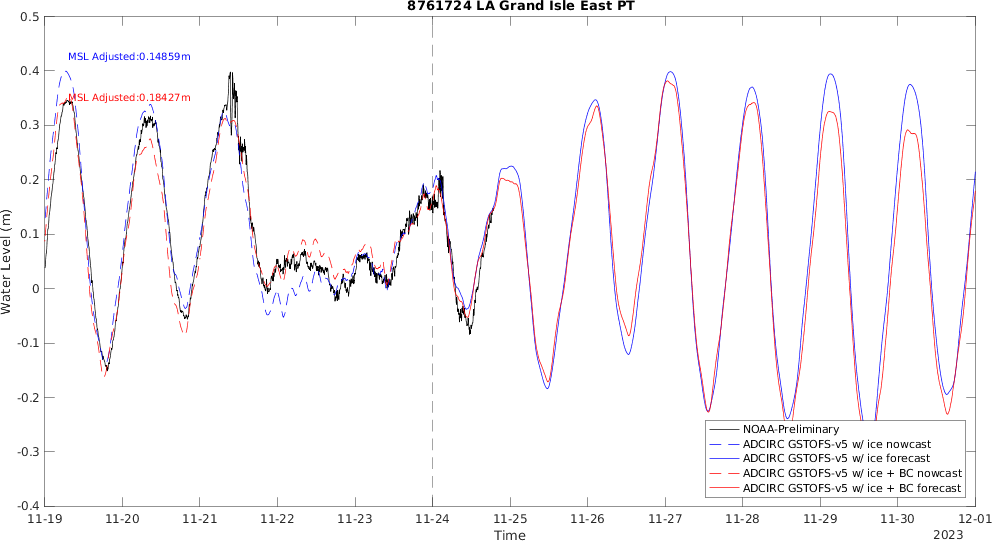 8761724 LA Grand Isle East PT
0.5
0.4
0.3
0.2
0.1
0
-0.1
-0.2
-0.3
-0.4
Water Level (m)
MSL Adjusted:0.14859m
MSL Adjusted:0.18427m
NOAA-Preliminary
ADCIRC GSTOFS-v5 w/ ice nowcast
ADCIRC GSTOFS-v5 w/ ice forecast
ADCIRC GSTOFS-v5 w/ ice + BC nowcast
ADCIRC GSTOFS-v5 w/ ice + BC forecast
11-19 11-20 11-21 11-22 11-23 11-24 11-25 11-26 11-27 11-28 11-29 11-30 12-01
Time
2023